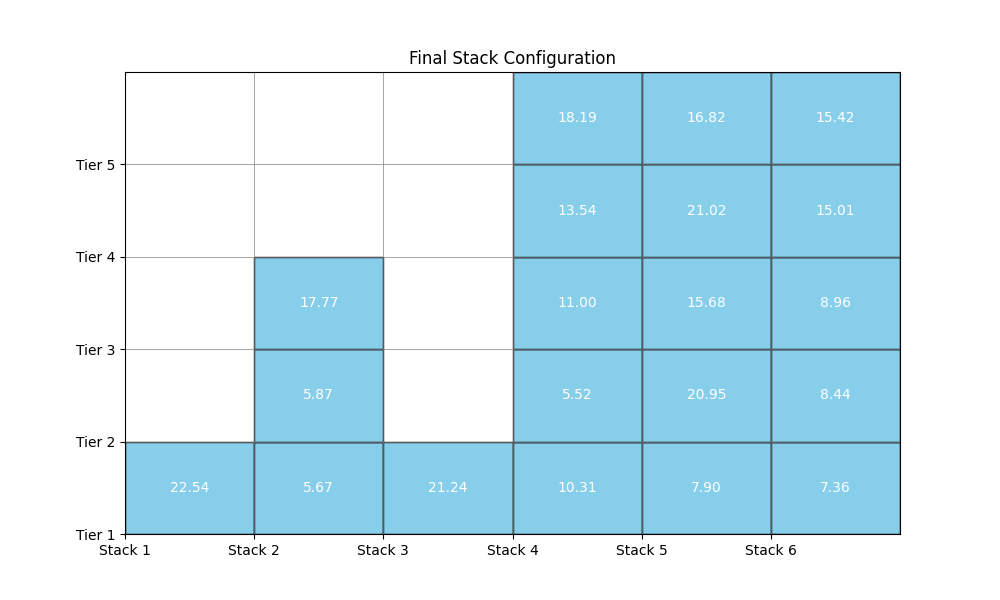 Final Stack Configuration
18.19 16.82 15.42
Tier 5
13.54 21.02 15.01
Tier 4
17.77 11.00 15.68 8.96
Tier 3
5.87 5.52 20.95 8.44
Tier 2
22.54 5.67 21.24 10.31 7.90 7.36
Tier 1
Stack 1 Stack 2 Stack 3 Stack 4 Stack 5 Stack 6